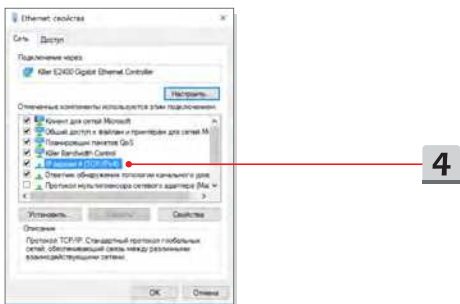 Ethernet: свойства
Сеть Доступ
Подключение через:
Killer E2400 Gigabit Ethernet Controller
Настроить...
Отмеченные компоненты используются этим подключением:
Клиент для сетей Microsoft
Общий доступ к файлам и принтерам для сетей Mi
Планировщик пакетов QoS
Killer Bandwidth Control
IP версии 4 (TCP/IPv4)
4
Ответчик обнаружения топологии канального уров
Протокол мультиплексора сетевого адаптера (Ма
Установить... Удалить Свойства
Описание
Протокол TCP/IP. Стандартный протокол глобальных
сетей, обеспечивающий связь между различными
взаимодействующими сетями.
ОК Отмена